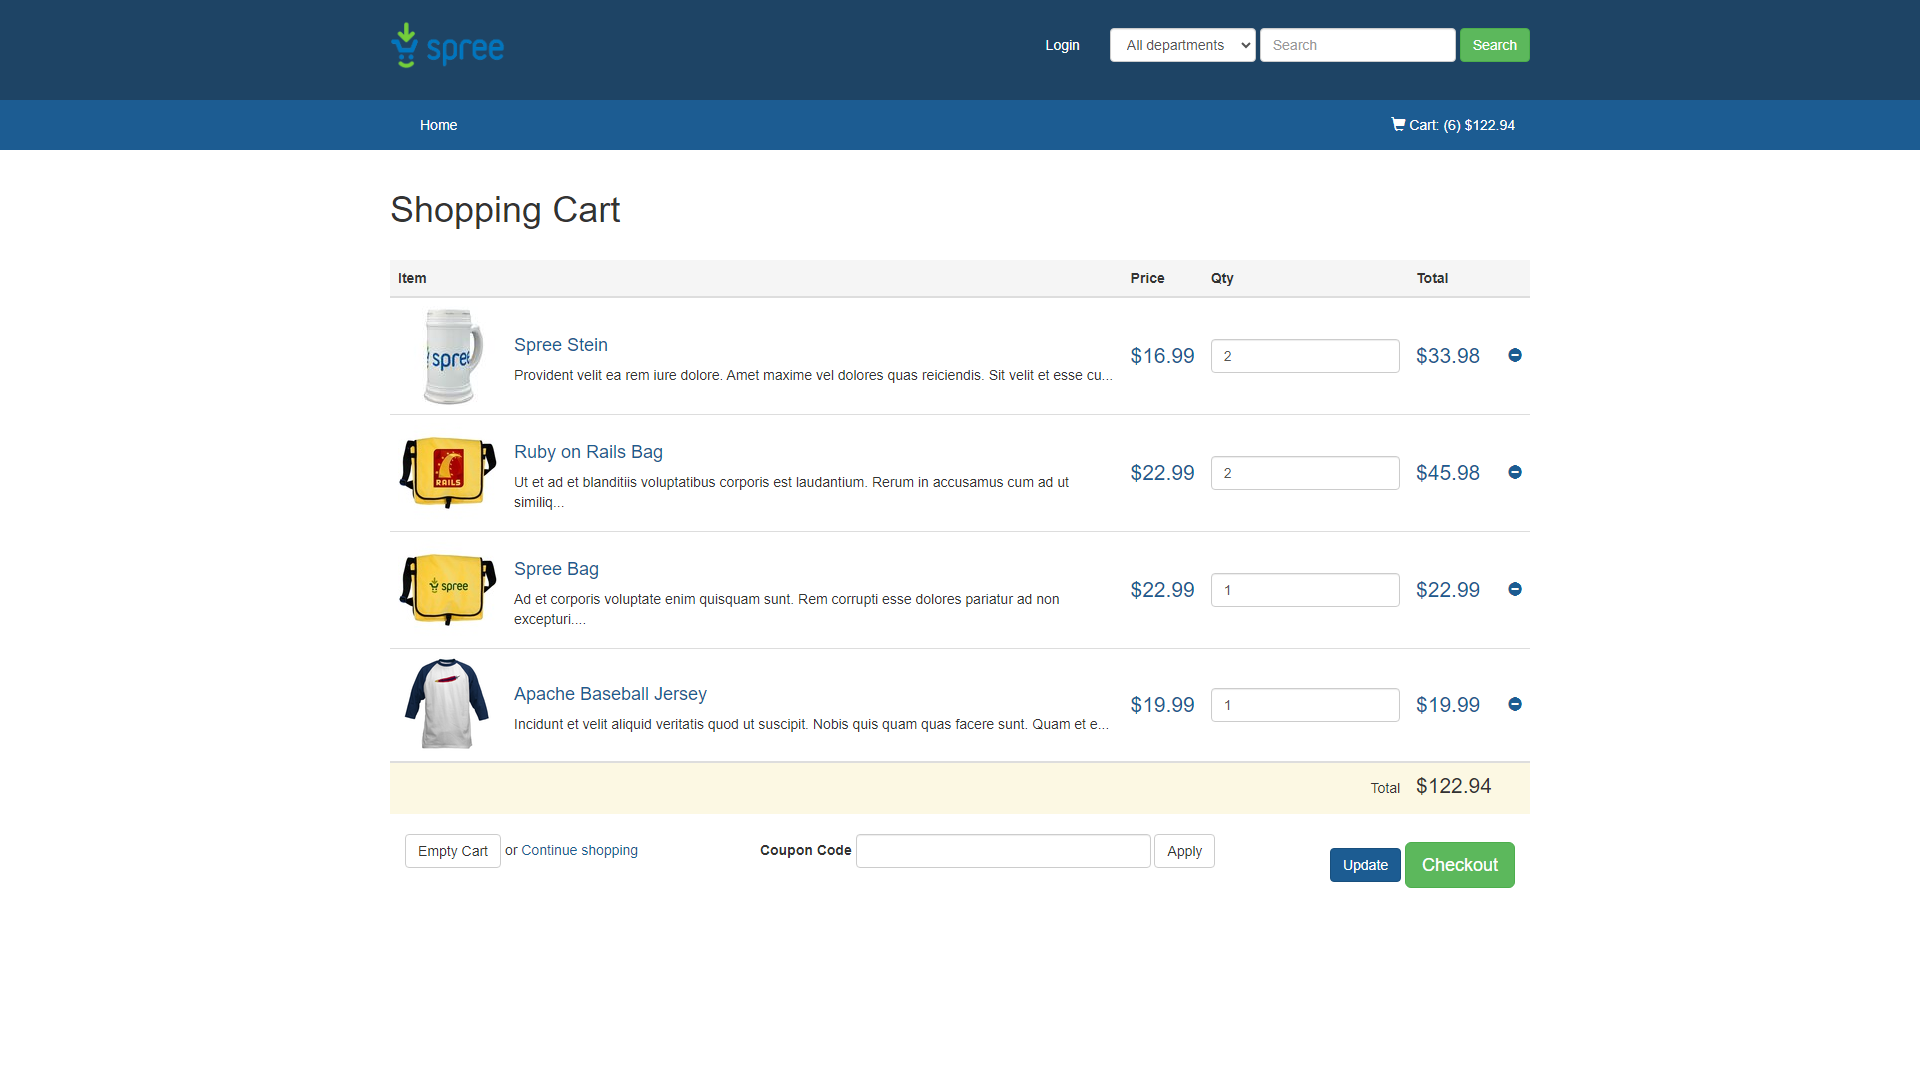 spree
Login
All departments
Search
Search
Home
Cart: (6) $122.94
Shopping Cart
Item Price Qty Total
spree
Spree Stein
Provident velit ea rem iure dolore. Amet maxime vel dolores quas reiciendis. Sit velit et esse cu...
$16.99 2 $33.98
RAILS
Ruby on Rails Bag
Ut et ad et blanditiis voluptatibus corporis est laudantium. Rerum in accusamus cum ad ut
similiq...
$22.99 2 $45.98
spree
Spree Bag
Ad et corporis voluptate enim quisquam sunt. Rem corrupti esse dolores pariatur ad non
excepturi....
$22.99 1 $22.99
Apache Baseball Jersey
Incidunt et velit aliquid veritatis quod ut suscipit. Nobis quis quam quas facere sunt. Quam et e...
$19.99 1 $19.99
Total $122.94
Empty Cart or Continue shopping
Coupon Code
Apply
Update
Checkout